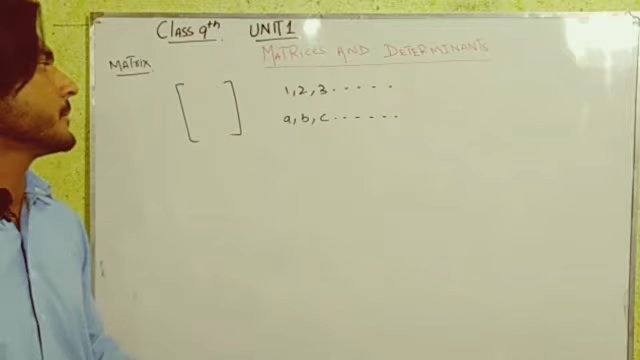 Class 9th UNIT 1
MATRICES AND DETERMINANTS
MATRIX
[ ] 1,2,3.....
a,b,c......